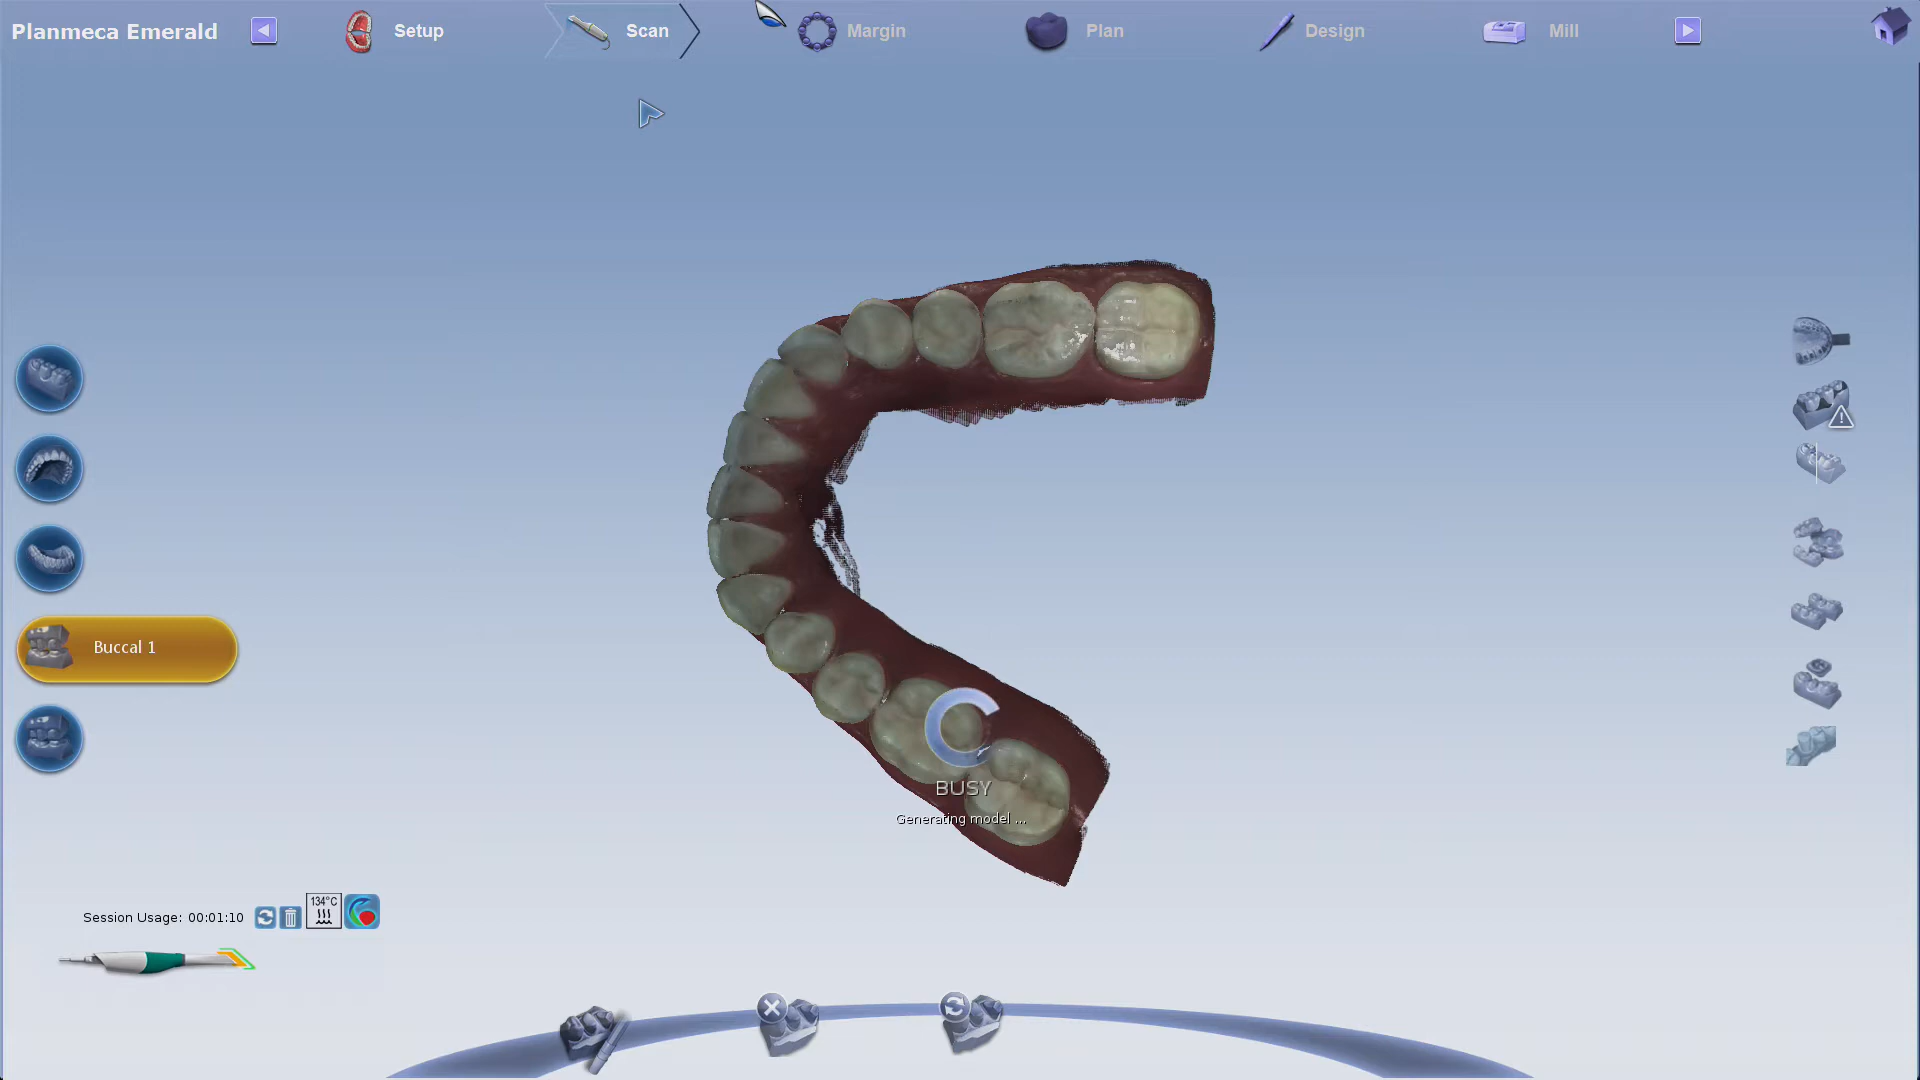 Planmeca Emerald
Setup
Scan
Margin
Plan
Design
Mill
Buccal 1
BUSY
Generating model ...
134°C
Session Usage: 00:01:10